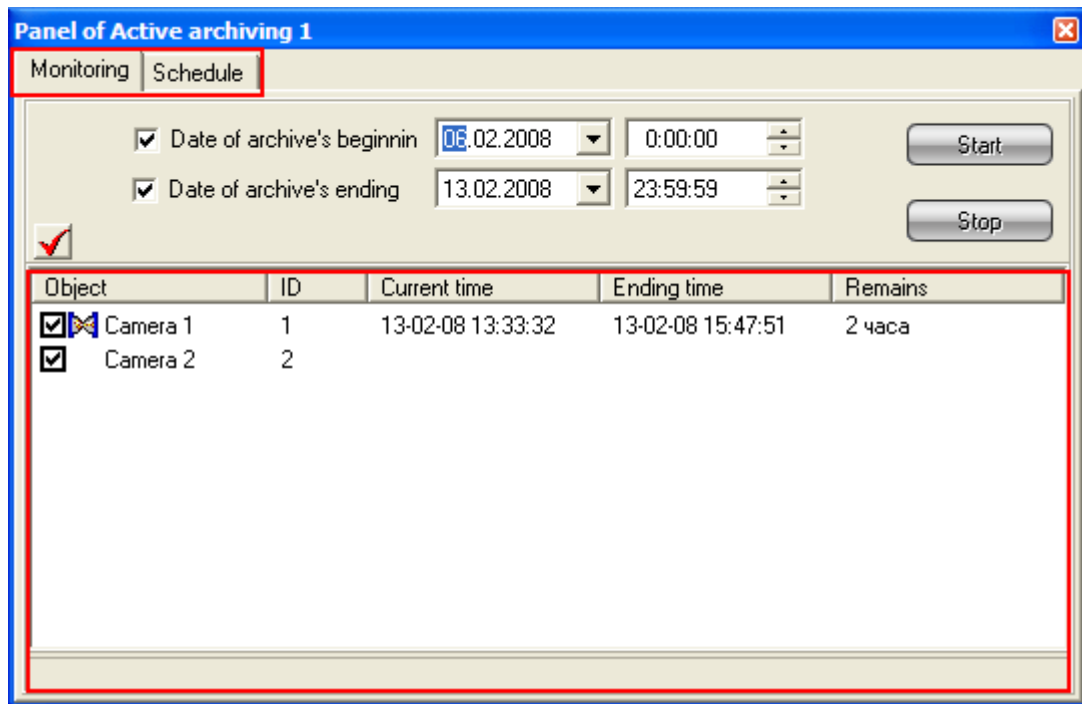 Panel of Active archiving 1
Monitoring Schedule
Date of archive's beginnin 06.02.2008 0:00:00 Start
Date of archive's ending 13.02.2008 23:59:59
Stop
Object ID Current time Ending time Remains
Camera 1 1 13-02-08 13:33:32 13-02-08 15:47:51 2 часа
Camera 2 2